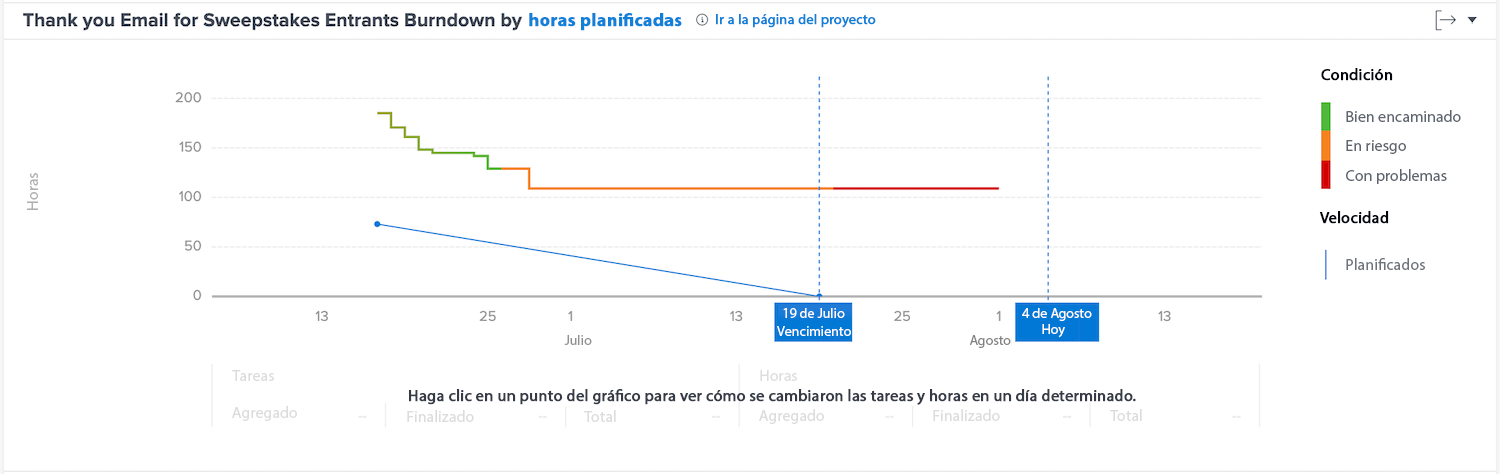 Thank you Email for Sweepstakes Entrants Burndown by horas planificadas Ir a la página del proyecto
Condición
Bien encaminado
En riesgo
Con problemas
Velocidad
Planificados
Horas
200
150
100
50
0
13 25 1 13 25 1 13
Julio Agosto
19 de Julio
Vencimiento
4 de Agosto
Hoy
Tareas Horas
Haga clic en un punto del gráfico para ver cómo se cambiaron las tareas y horas en un día determinado.
Agregado -- Finalizado -- Total -- Agregado -- Finalizado -- Total --